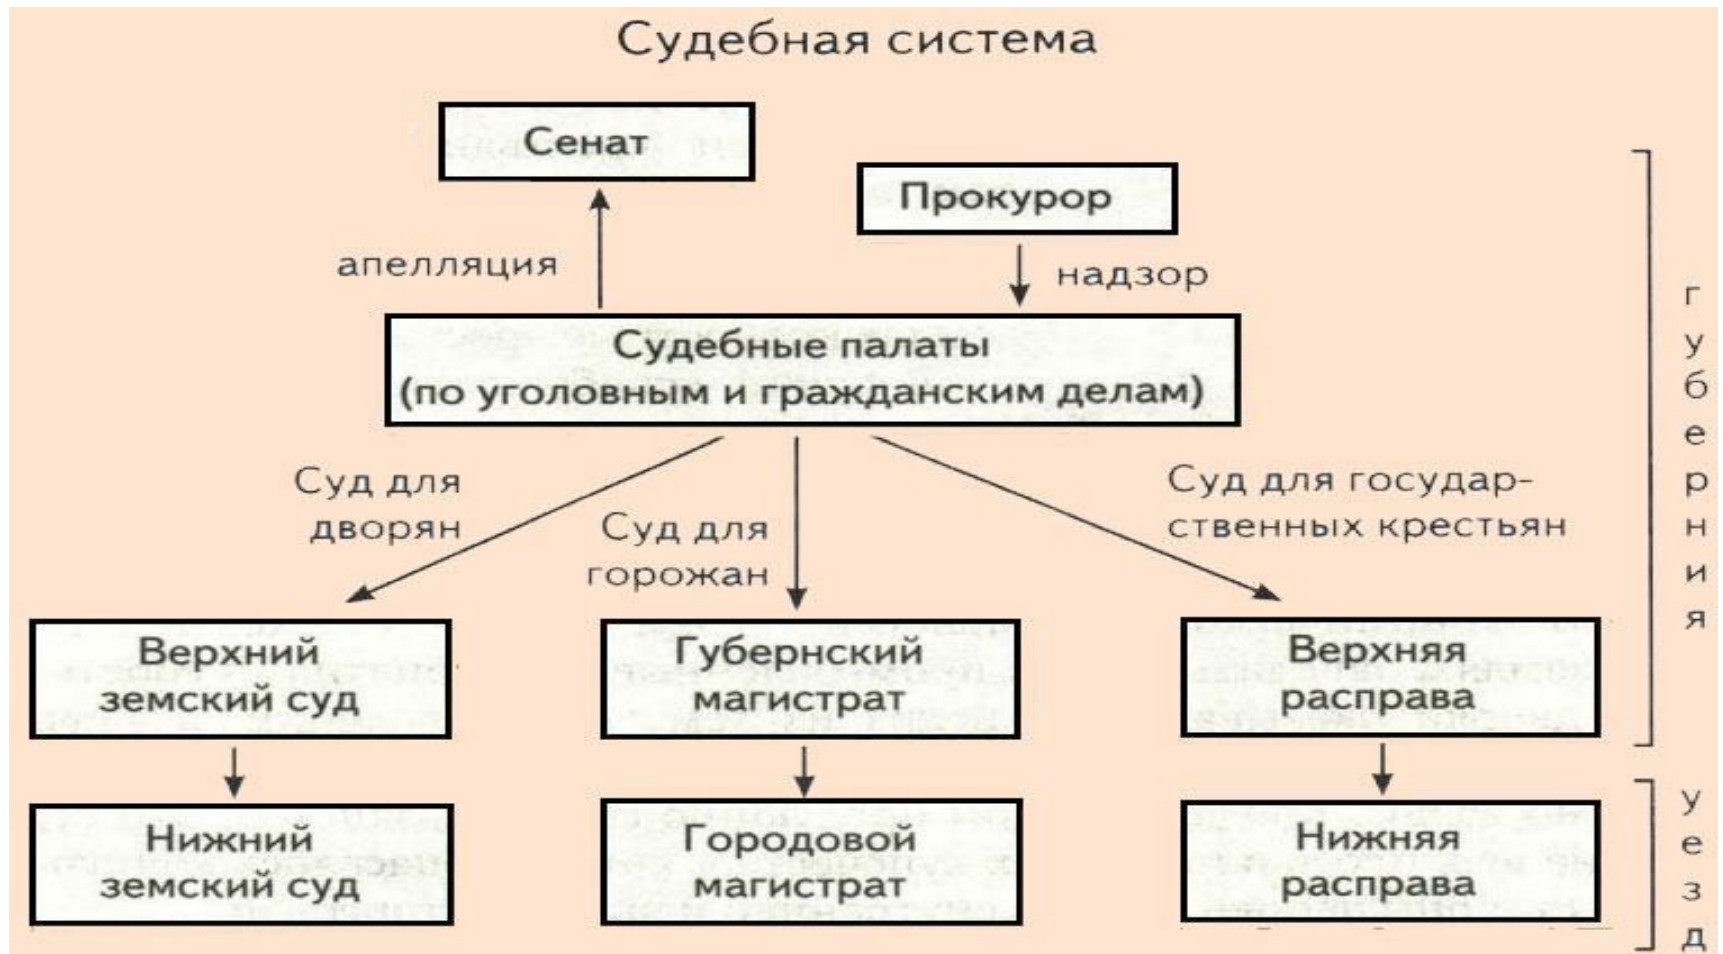 Судебная система
Сенат
Прокурор
апелляция
надзор
Судебные палаты
(по уголовным и гражданским делам)
Суд для
дворян
Суд для
горожан
Суд для государ-
ственных крестьян
Верхний
земский суд
Губернский
магистрат
Верхняя
расправа
Нижний
земский суд
Городовой
магистрат
Нижняя
расправа
губерния
уезд